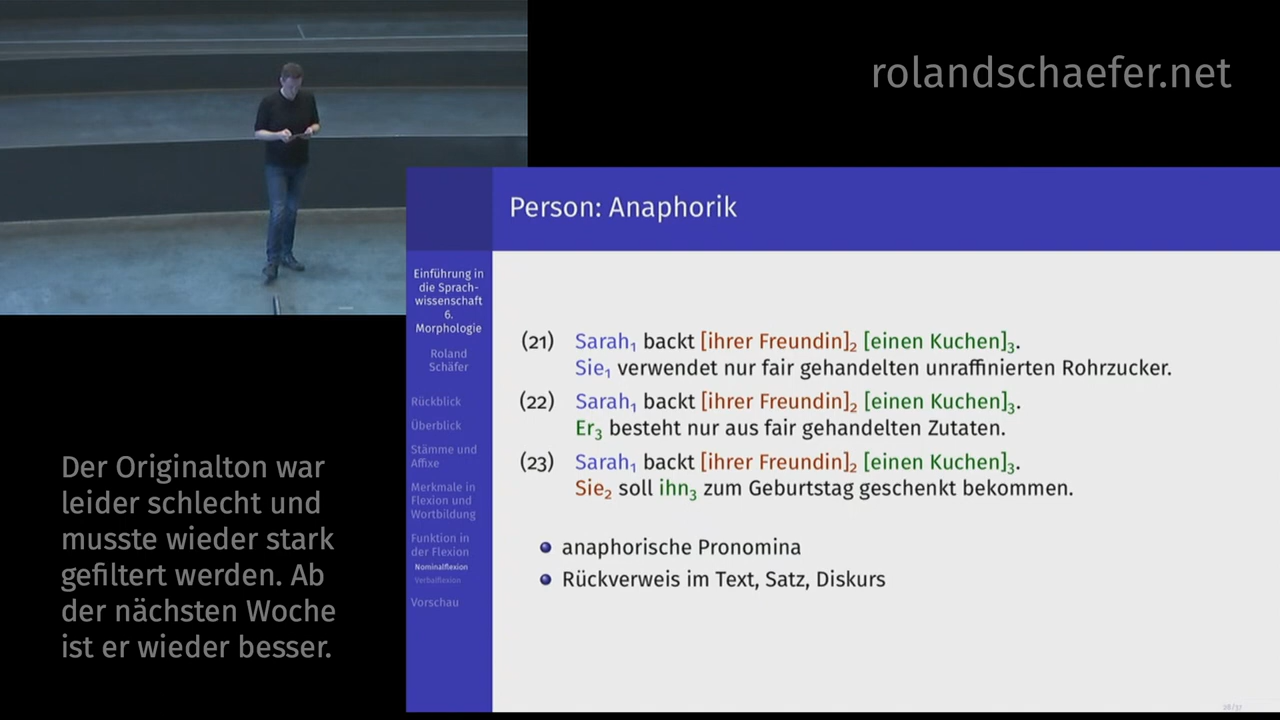 rolandschaefer.net
Person: Anaphorik
Einführung in
die Sprach-
wissenschaft
6.
Morphologie
Roland
Schäfer
Rückblick
Überblick
Stämme und
Affixe
Merkmale in
Flexion und
Wortbildung
Funktion in
der Flexion
Nominalflexion
Verbalflexion
Vorschau
(21) Sarah₁ backt [ihrer Freundin]₂ [einen Kuchen]₃.
Sie₁ verwendet nur fair gehandelten unraffinierten Rohrzucker.
(22) Sarah₁ backt [ihrer Freundin]₂ [einen Kuchen]₃.
Er₃ besteht nur aus fair gehandelten Zutaten.
(23) Sarah₁ backt [ihrer Freundin]₂ [einen Kuchen]₃.
Sie₂ soll ihn₃ zum Geburtstag geschenkt bekommen.
anaphorische Pronomina
Rückverweis im Text, Satz, Diskurs
Der Originalton war
leider schlecht und
musste wieder stark
gefiltert werden. Ab
der nächsten Woche
ist er wieder besser.